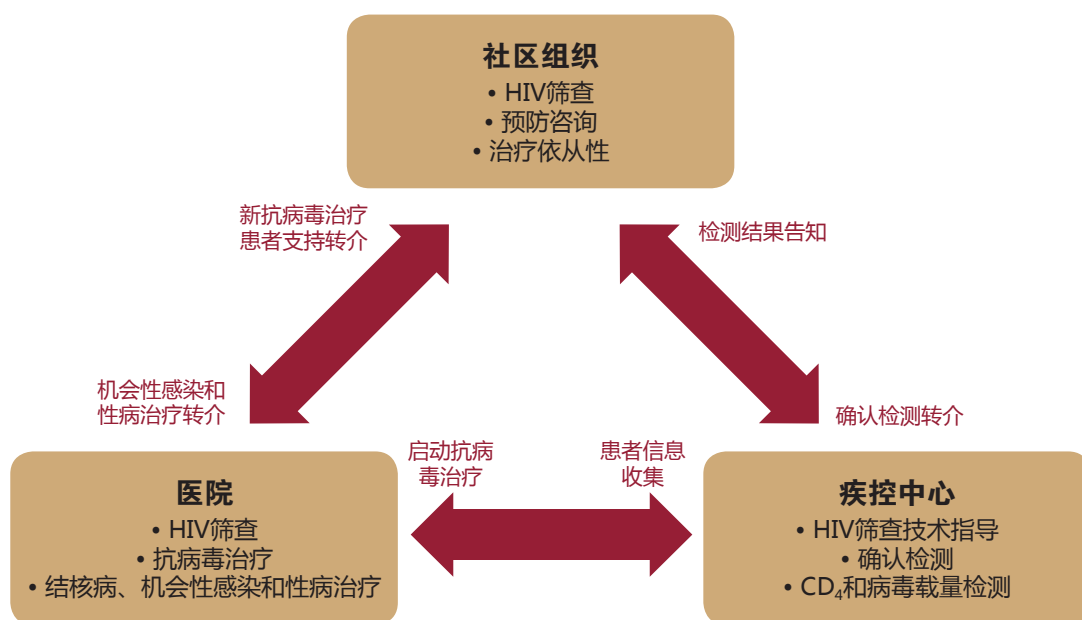 社区组织
• HIV筛查
• 预防咨询
• 治疗依从性
新抗病毒治疗
患者支持转介
检测结果告知
机会性感染和
性病治疗转介
确认检测转介
启动抗病
毒治疗
患者信息
收集
医院
• HIV筛查
• 抗病毒治疗
• 结核病、机会性感染和性病治疗
疾控中心
• HIV筛查技术指导
• 确认检测
• CD₄和病毒载量检测